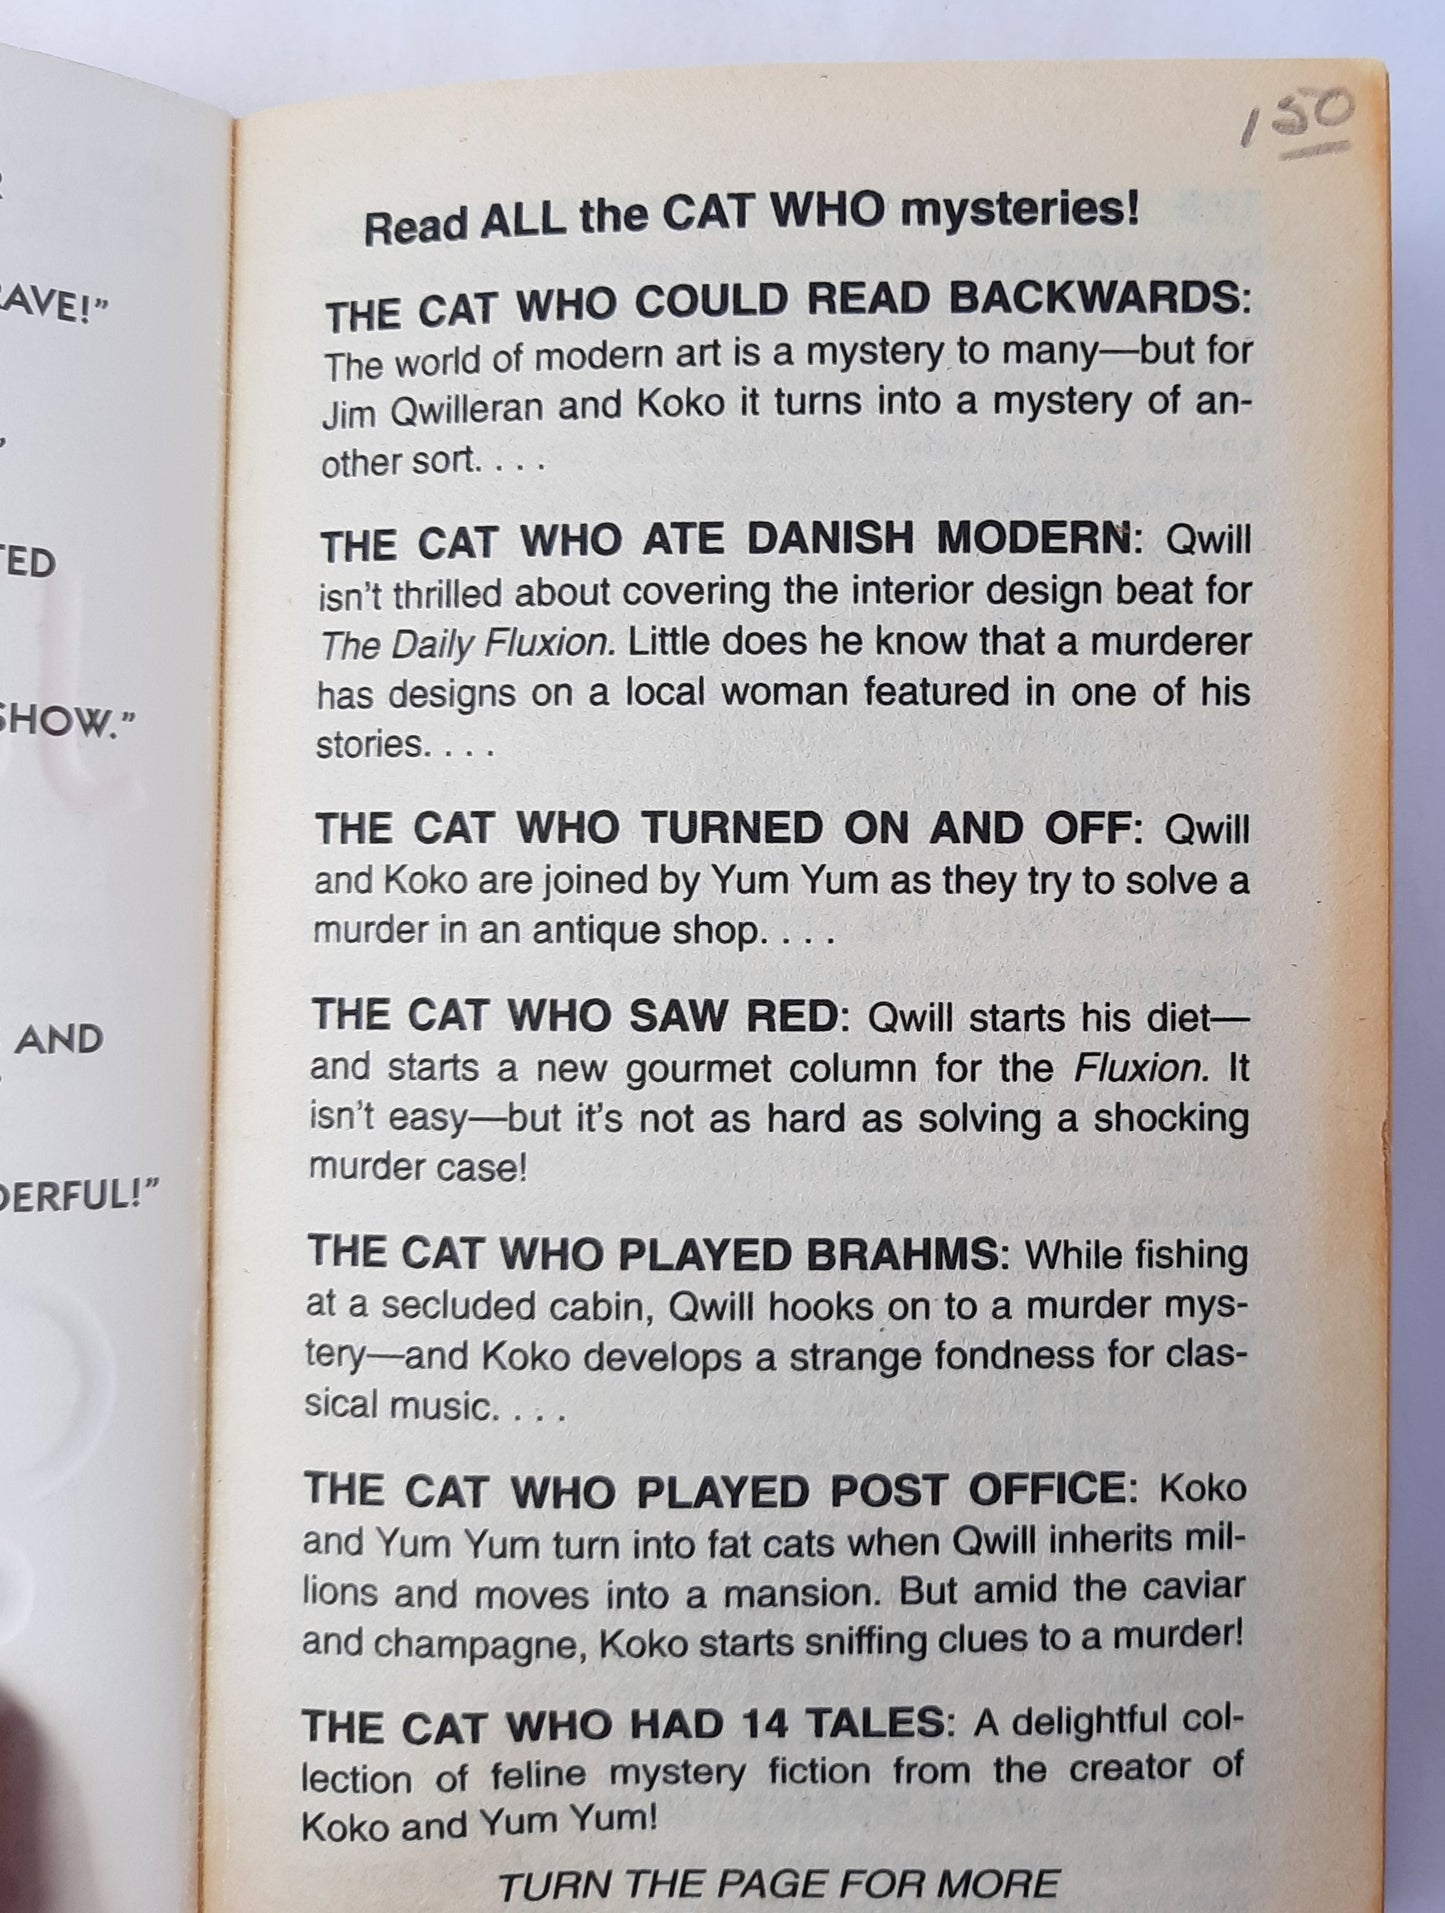 AVE!”
TED
SHOW.”
AND
DERFUL!”
150
Read ALL the CAT WHO mysteries!
THE CAT WHO COULD READ BACKWARDS:
The world of modern art is a mystery to many—but for
Jim Qwilleran and Koko it turns into a mystery of an-
other sort. . . .
THE CAT WHO ATE DANISH MODERN: Qwill
isn’t thrilled about covering the interior design beat for
The Daily Fluxion. Little does he know that a murderer
has designs on a local woman featured in one of his
stories. . . .
THE CAT WHO TURNED ON AND OFF: Qwill
and Koko are joined by Yum Yum as they try to solve a
murder in an antique shop. . . .
THE CAT WHO SAW RED: Qwill starts his diet—
and starts a new gourmet column for the Fluxion. It
isn’t easy—but it’s not as hard as solving a shocking
murder case!
THE CAT WHO PLAYED BRAHMS: While fishing
at a secluded cabin, Qwill hooks on to a murder mys-
tery—and Koko develops a strange fondness for clas-
sical music. . . .
THE CAT WHO PLAYED POST OFFICE: Koko
and Yum Yum turn into fat cats when Qwill inherits mil-
lions and moves into a mansion. But amid the caviar
and champagne, Koko starts sniffing clues to a murder!
THE CAT WHO HAD 14 TALES: A delightful col-
lection of feline mystery fiction from the creator of
Koko and Yum Yum!
TURN THE PAGE FOR MORE